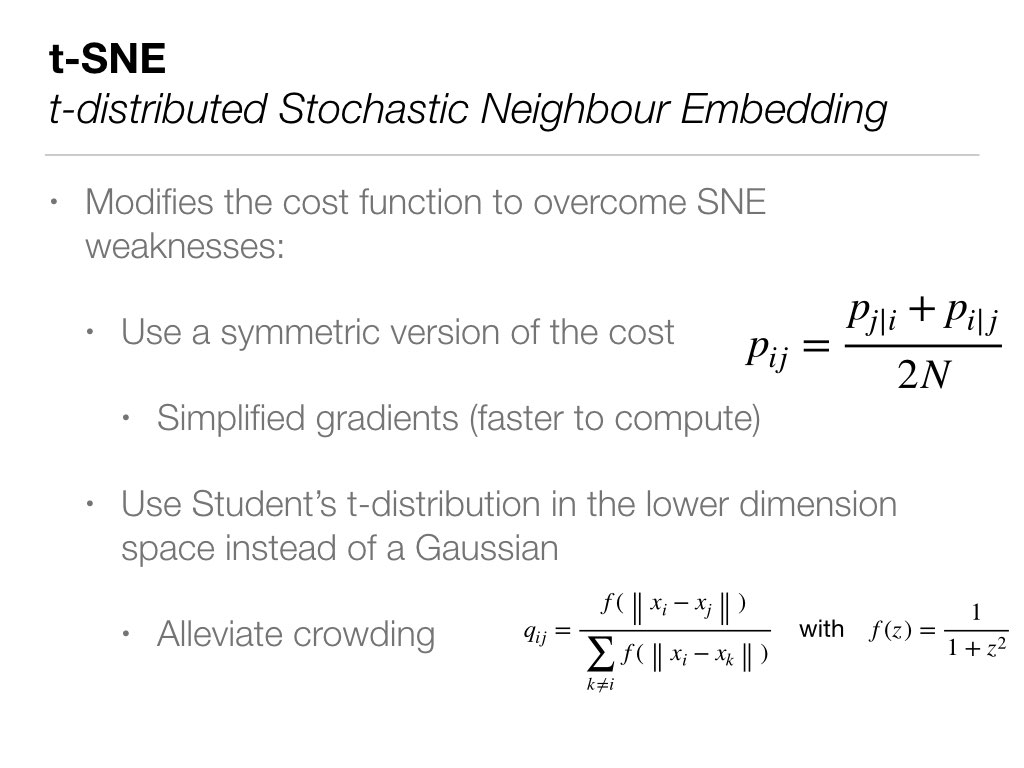 t-SNE
t-distributed Stochastic Neighbour Embedding
• Modifies the cost function to overcome SNE
weaknesses:
• Use a symmetric version of the cost
p_{ij} = \frac{p_{j|i} + p_{i|j}}{2N}
• Simplified gradients (faster to compute)
• Use Student’s t-distribution in the lower dimension
space instead of a Gaussian
• Alleviate crowding
q_{ij} = \frac{f(\| x_i - x_j \|)}{\sum_{k \neq i} f(\| x_i - x_k \|)} with f(z) = \frac{1}{1 + z^2}